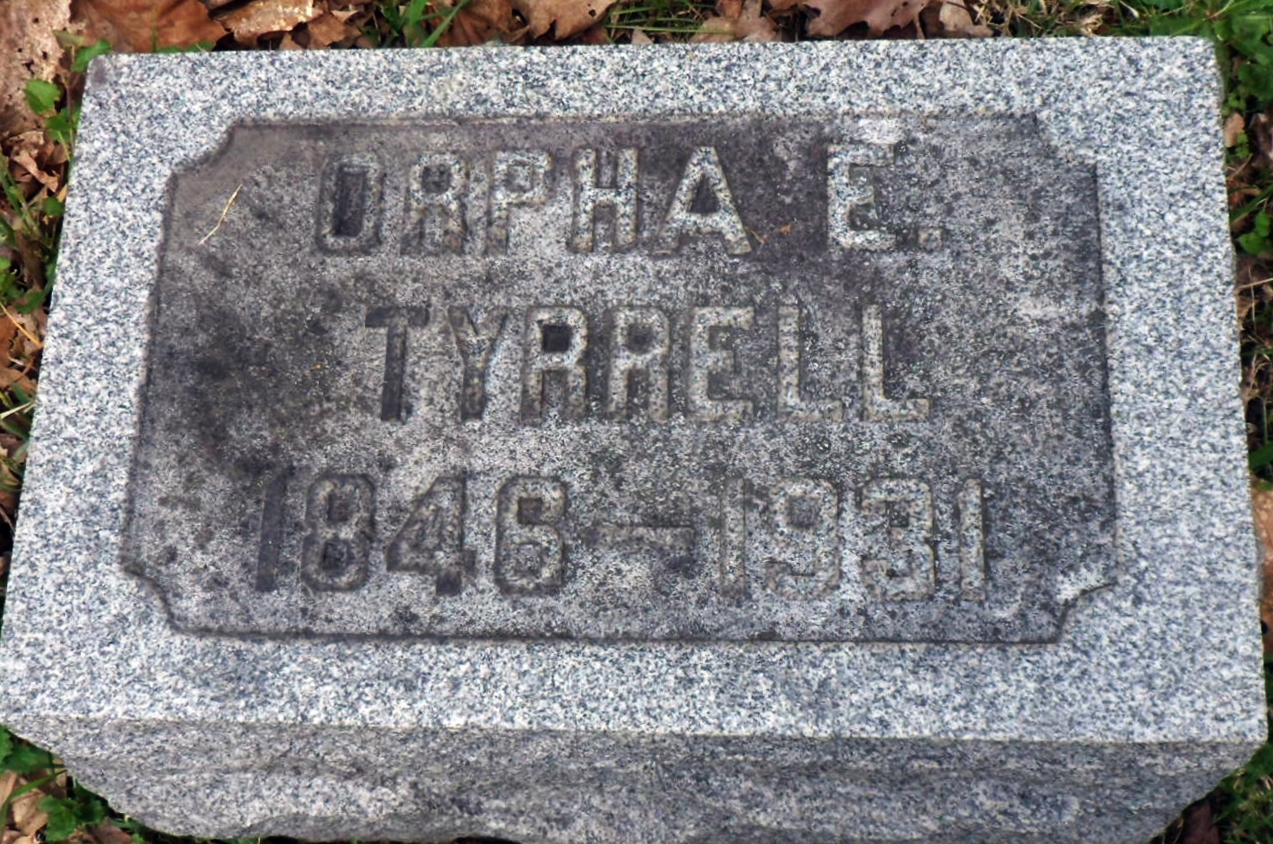 ORPHA E.
TYRRELL
1846-1931